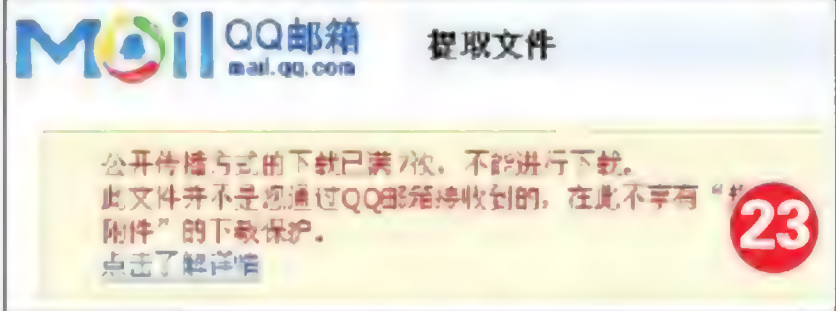 Mail QQ邮箱 提取文件
mail.qq.com
公开传播方式的下载已满7次，不能进行下载。
此文件并不是您通过QQ邮箱接收到的，在此不享有“
附件”的下载保护。
点击了解详情
23